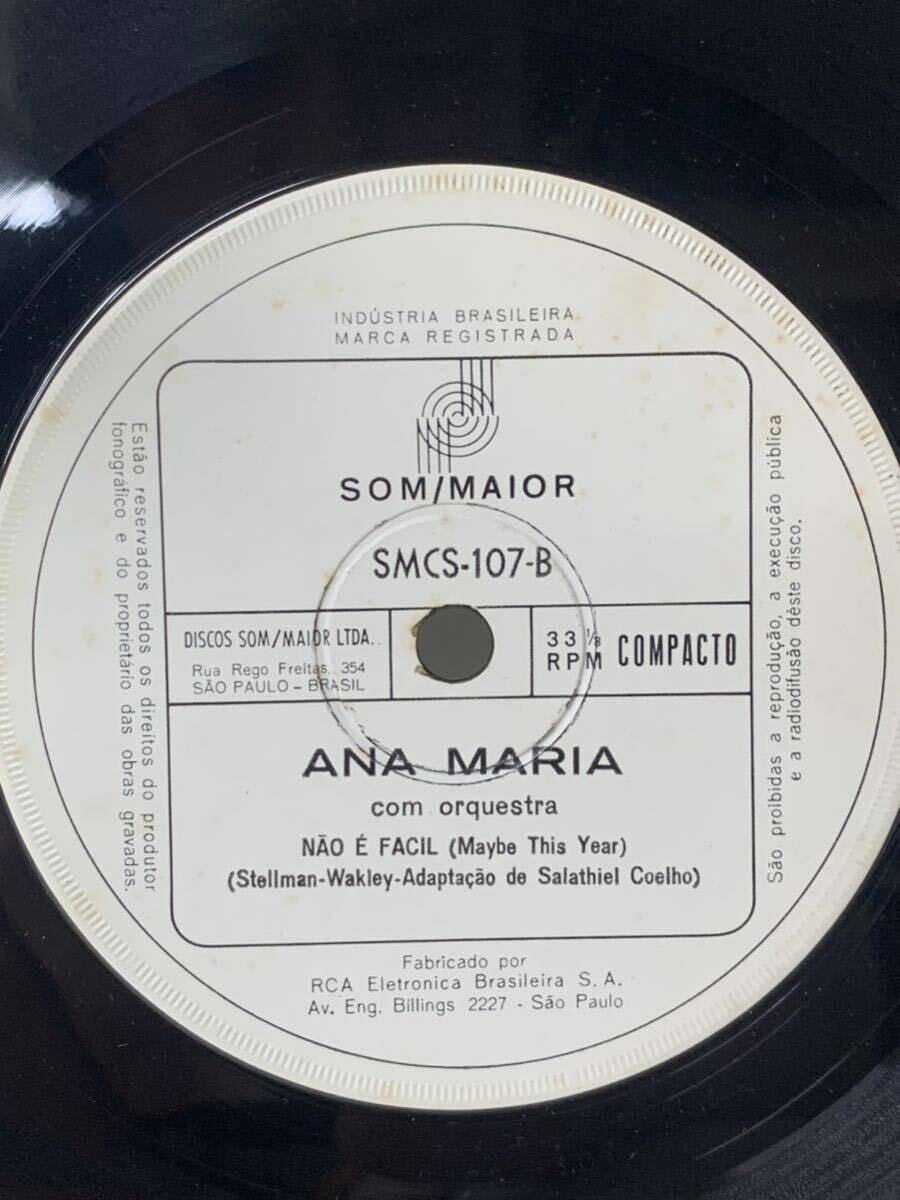 INDÚSTRIA BRASILEIRA
MARCA REGISTRADA
SOM/MAIOR
SMCS-107-B
DISCOS SOM/MAIOR LTDA.
Rua Rego Freitas, 354
SÃO PAULO - BRASIL
33 ⅓
RPM
COMPACTO
ANA MARIA
com orquestra
NÃO É FACIL (Maybe This Year)
(Stellman-Wakley-Adaptação de Salathiel Coelho)
Estão reservados todos os direitos do produtor
fonográfico e do proprietário das obras gravadas.
São proibidas a reprodução, a execução pública
e a radiodifusão dêste disco.
Fabricado por
RCA Eletronica Brasileira S. A.
Av. Eng. Billings 2227 - São Paulo